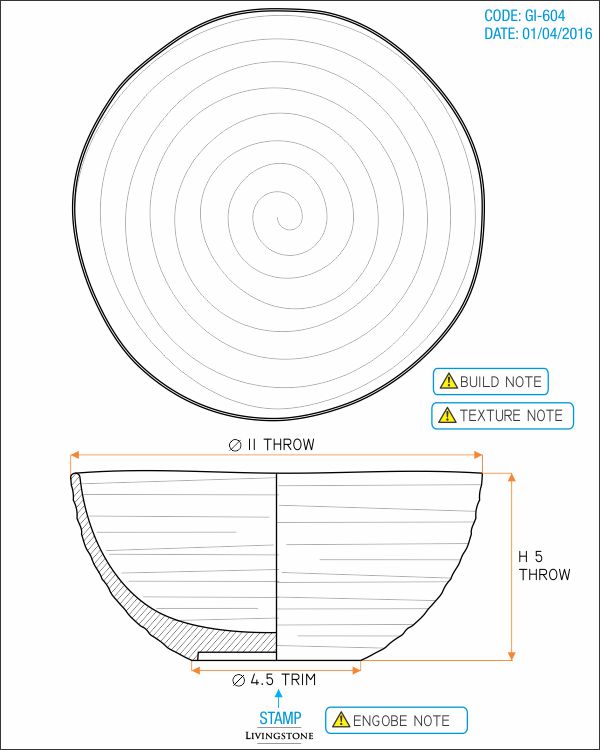 CODE: GI-604
DATE: 01/04/2016
BUILD NOTE
TEXTURE NOTE
⌀ 11 THROW
H 5
THROW
⌀ 4.5 TRIM
STAMP
LIVINGSTONE
ENGOBE NOTE